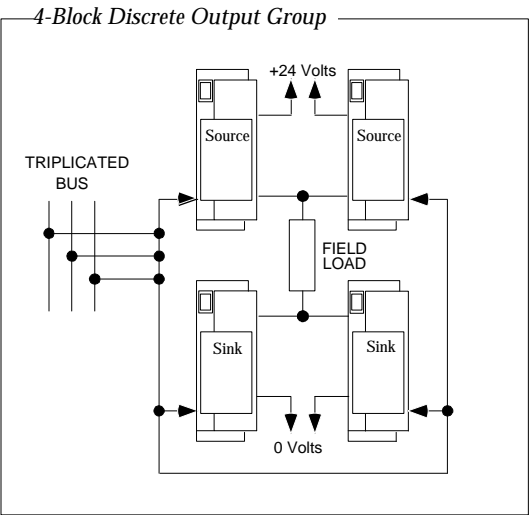 4-Block Discrete Output Group
+24 Volts
Source
Source
TRIPLICATED
BUS
FIELD
LOAD
Sink
Sink
0 Volts